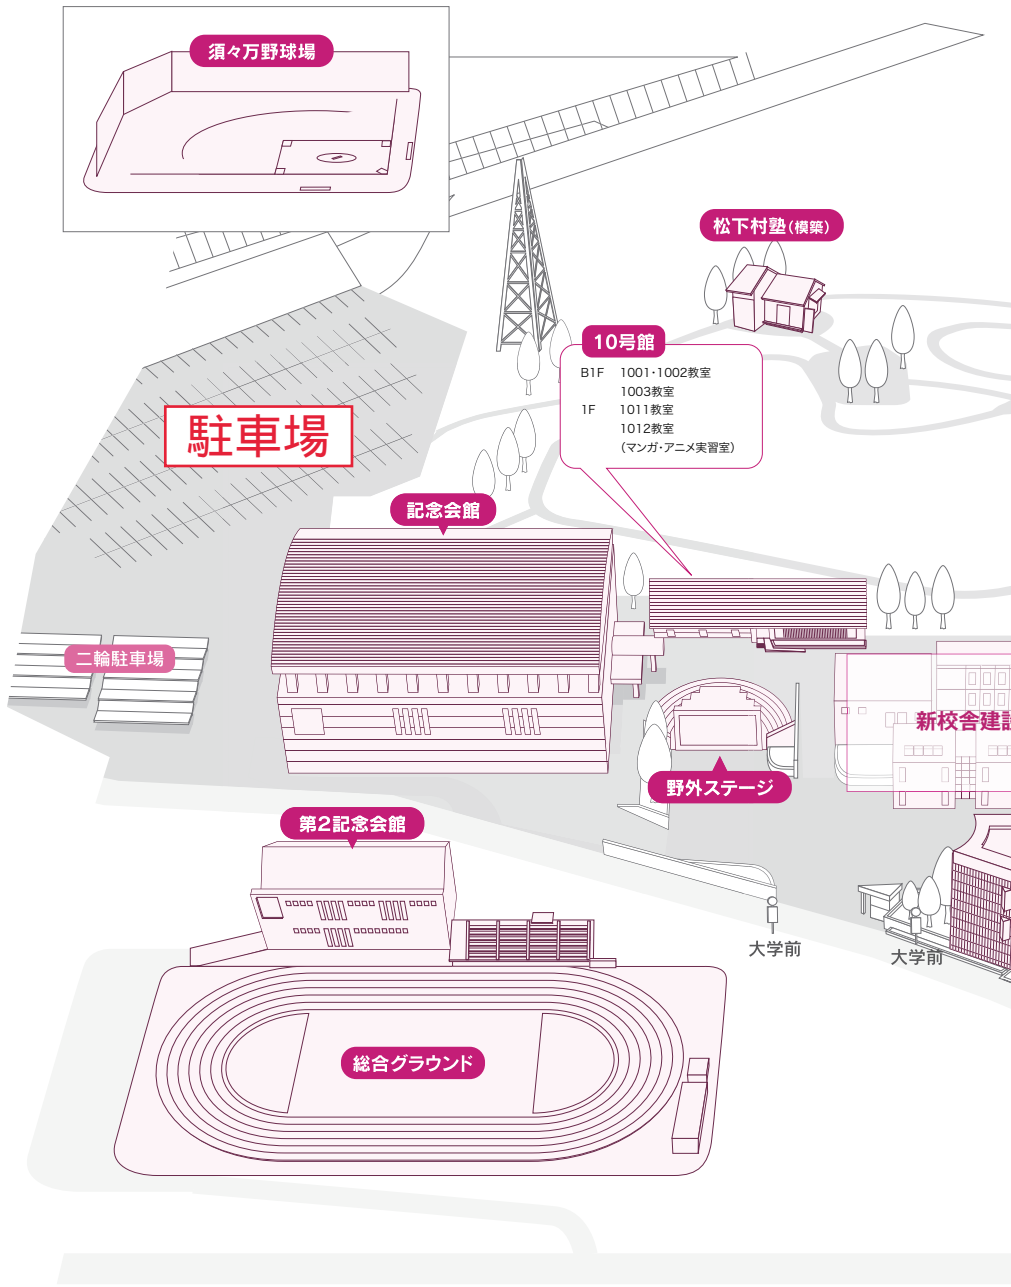 須々万野球場
松下村塾(模築)
10号館
B1F 1001・1002教室
1003教室
1F 1011教室
1012教室
(マンガ・アニメ実習室)
駐車場
記念会館
二輪駐車場
新校舎建設
野外ステージ
第2記念会館
大学前
大学前
総合グラウンド